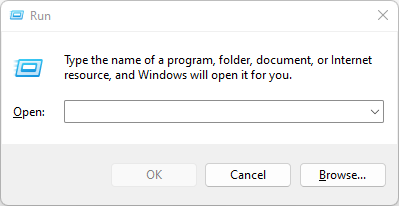 Run
Type the name of a program, folder, document, or Internet
resource, and Windows will open it for you.
Open:
OK
Cancel
Browse...